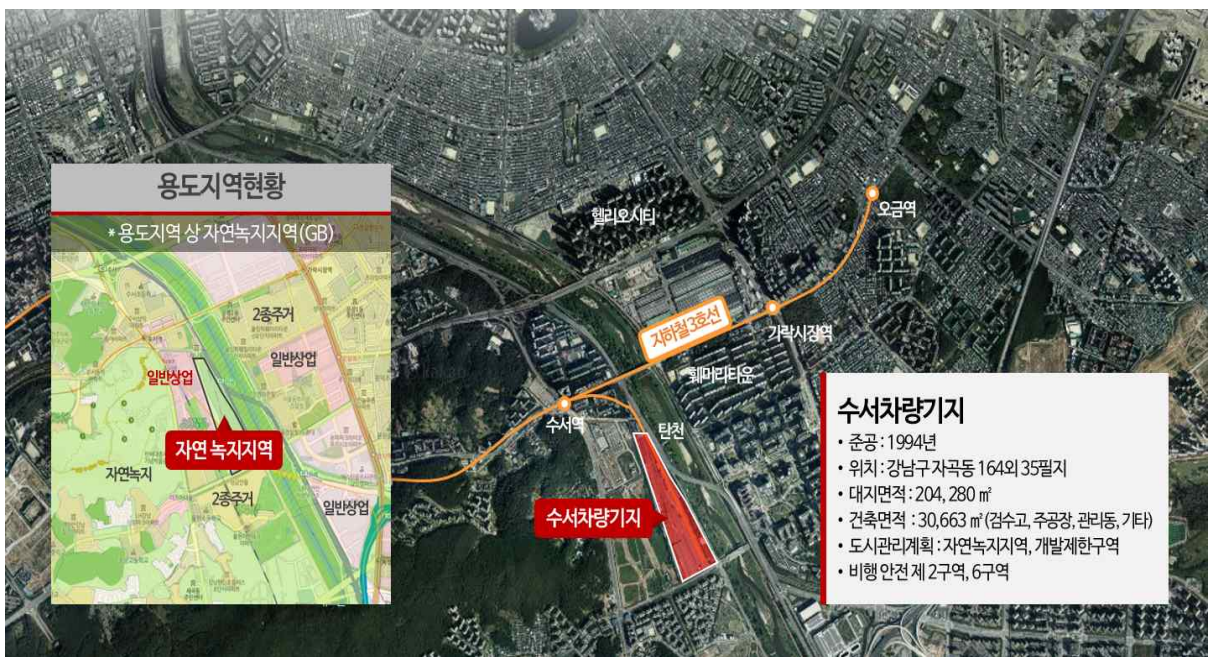 용도지역현황
* 용도지역 상 자연녹지지역(GB)
2종주거
일반상업
일반상업
자연 녹지지역
자연녹지
2종주거
일반상업
가락시장역
헬리오시티
오금역
지하철3호선
가락시장역
훼미리타운
수서역
탄천
수서차량기지
수서차량기지
• 준공 : 1994년
• 위치 : 강남구 자곡동 164외 35필지
• 대지면적 : 204, 280 ㎡
• 건축면적 : 30,663 ㎡ (검수고, 주공장, 관리동, 기타)
• 도시관리계획 : 자연녹지지역, 개발제한구역
• 비행 안전 제 2구역, 6구역